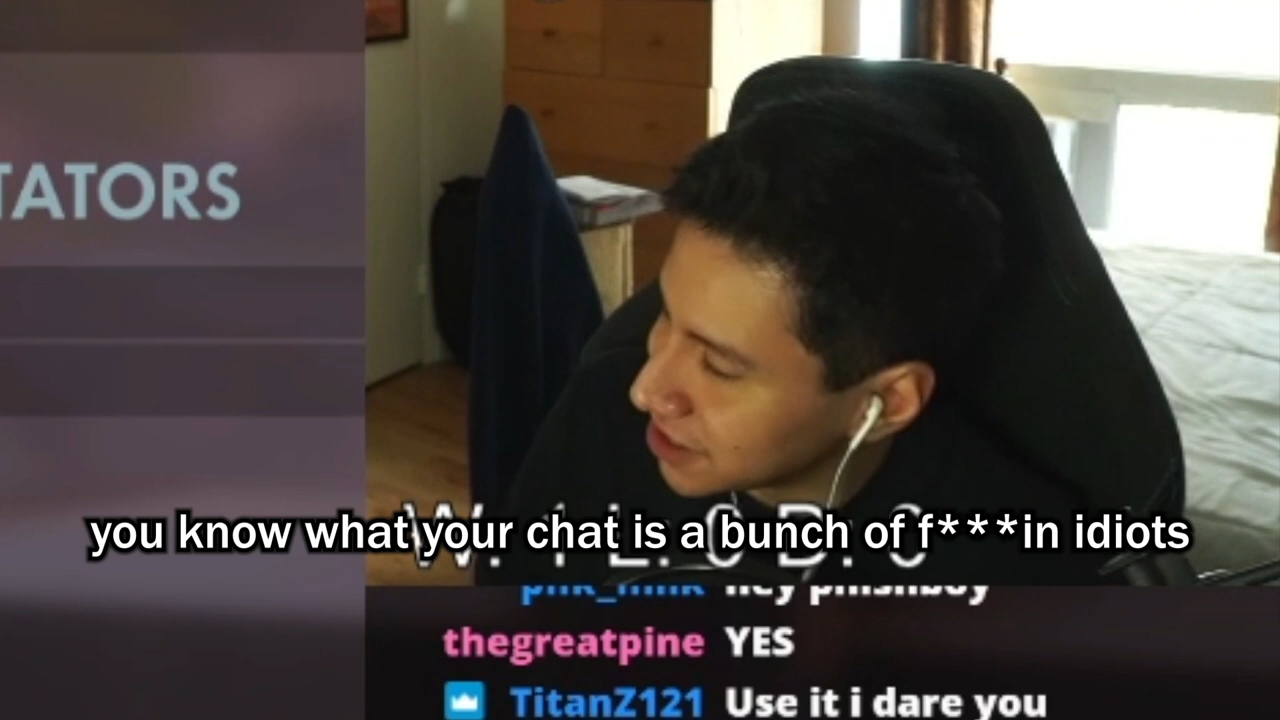 TATORS
you know what your chat is a bunch of f***in idiots
thegreatpine YES
TitanZ121 Use it i dare you